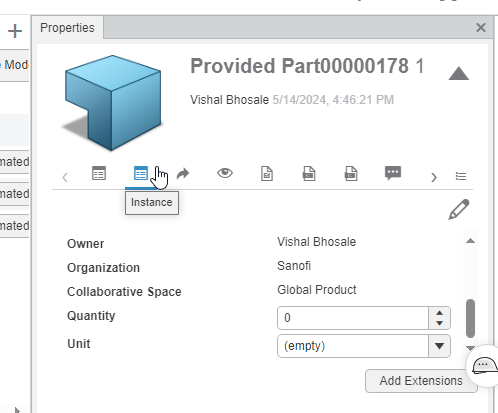 Properties
Mod
Provided Part00000178 1
Vishal Bhosale 5/14/2024, 4:46:21 PM
mated
mated
mated
Instance
Owner Vishal Bhosale
Organization Sanofi
Collaborative Space Global Product
Quantity 0
Unit (empty)
Add Extensions